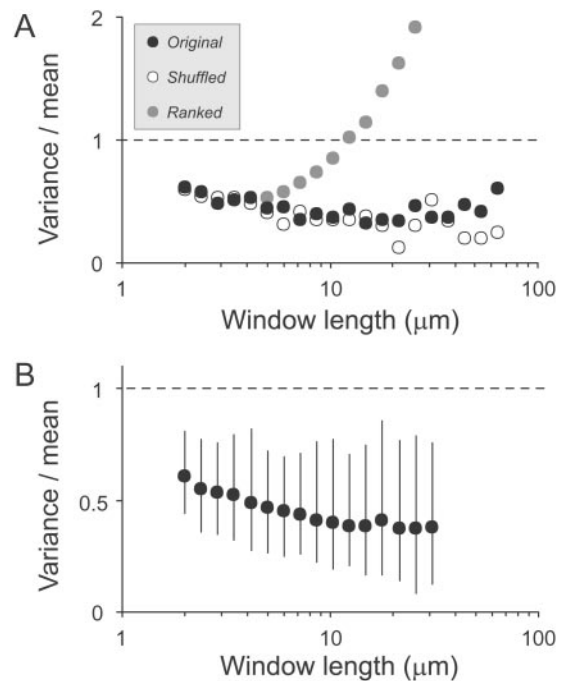 A
2
Original
Shuffled
Ranked
1
Variance / mean
0
1
10
100
Window length (μm)
B
1
Variance / mean
0.5
0
1
10
100
Window length (μm)